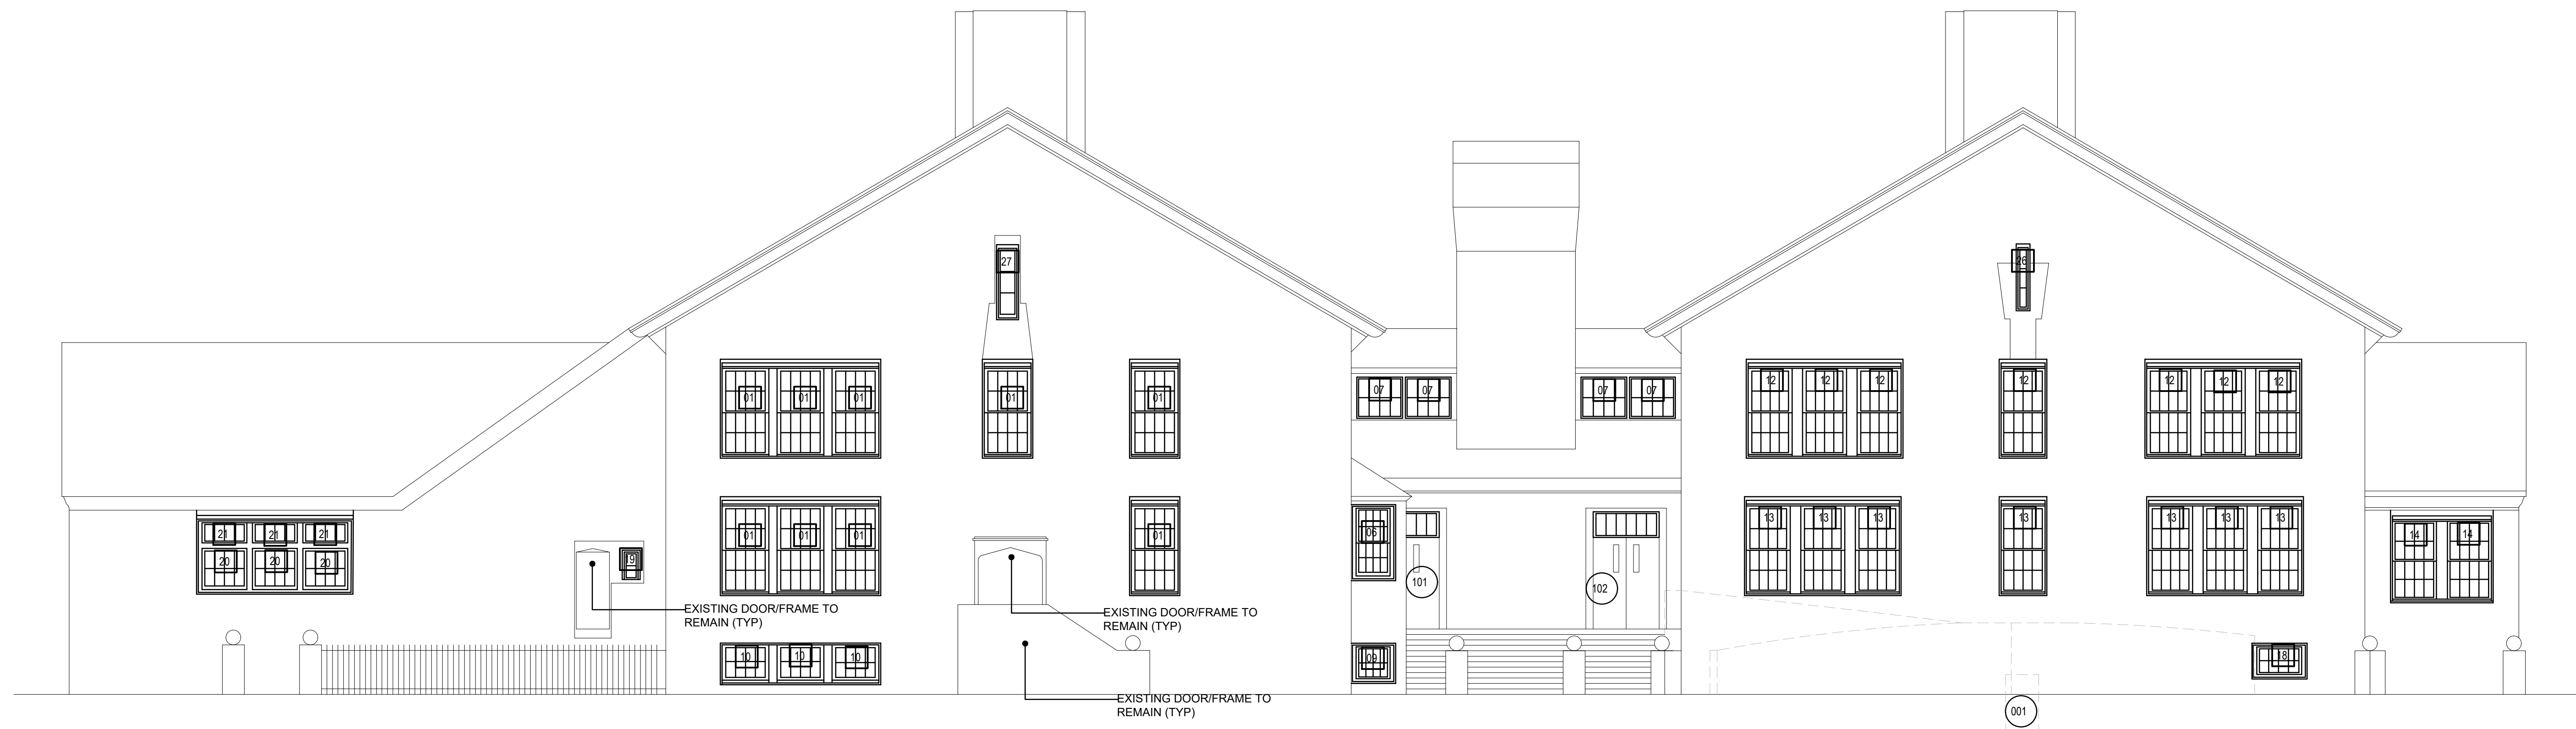 27
26
01 01 01 01 01
07 07 07 07
12 12 12 12 12 12 12
21 21 21
20 20 20
19
01 01 01 01
06
101
102
13 13 13 13 13 13 13
14 14
EXISTING DOOR/FRAME TO
REMAIN (TYP)
EXISTING DOOR/FRAME TO
REMAIN (TYP)
10 10 10
09
18
EXISTING DOOR/FRAME TO
REMAIN (TYP)
001